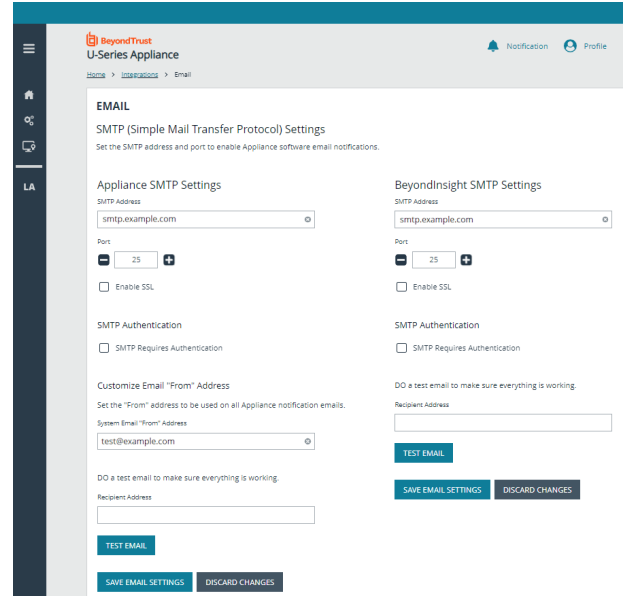 BeyondTrust
U-Series Appliance
Notification
Profile
Home > Integrations > Email
LA
EMAIL
SMTP (Simple Mail Transfer Protocol) Settings
Set the SMTP address and port to enable Appliance software email notifications.
Appliance SMTP Settings
SMTP Address
smtp.example.com
Port
25
Enable SSL
SMTP Authentication
SMTP Requires Authentication
Customize Email "From" Address
Set the "From" address to be used on all Appliance notification emails.
System Email "From" Address
test@example.com
DO a test email to make sure everything is working.
Recipient Address
TEST EMAIL
SAVE EMAIL SETTINGS
DISCARD CHANGES
BeyondInsight SMTP Settings
SMTP Address
smtp.example.com
Port
25
Enable SSL
SMTP Authentication
SMTP Requires Authentication
DO a test email to make sure everything is working.
Recipient Address
TEST EMAIL
SAVE EMAIL SETTINGS
DISCARD CHANGES